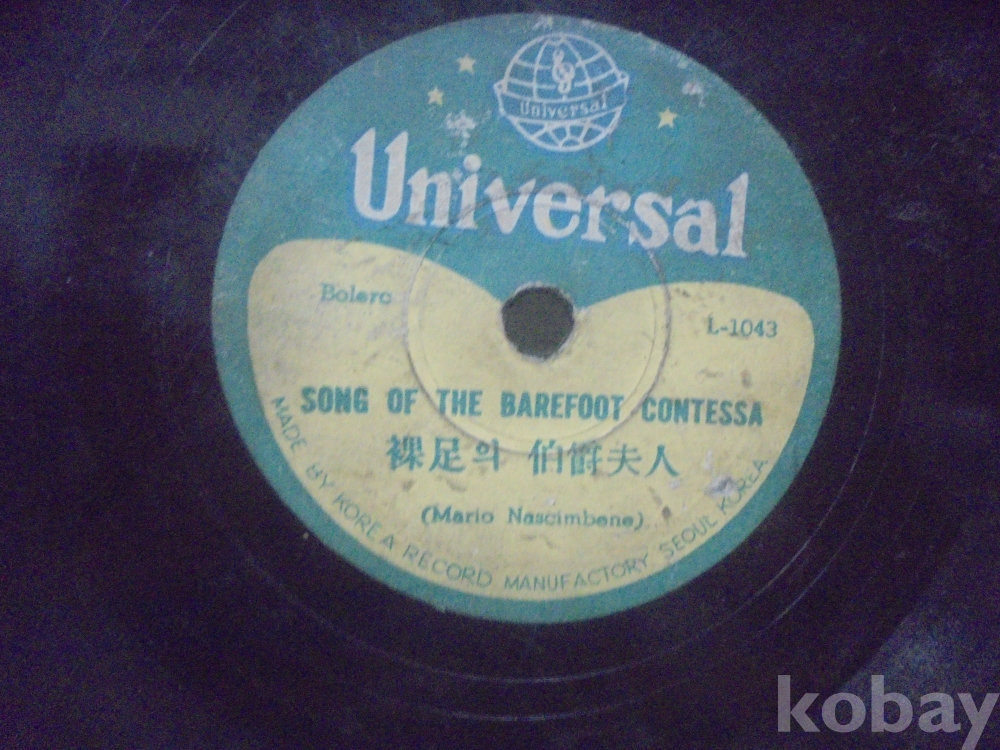 Universal
Universal
Bolero
L-1043
SONG OF THE BAREFOOT CONTESSA
裸足의 伯爵夫人
(Mario Nascimbene)
MADE BY KOREA RECORD MANUFACTORY SEOUL KOREA
kobay